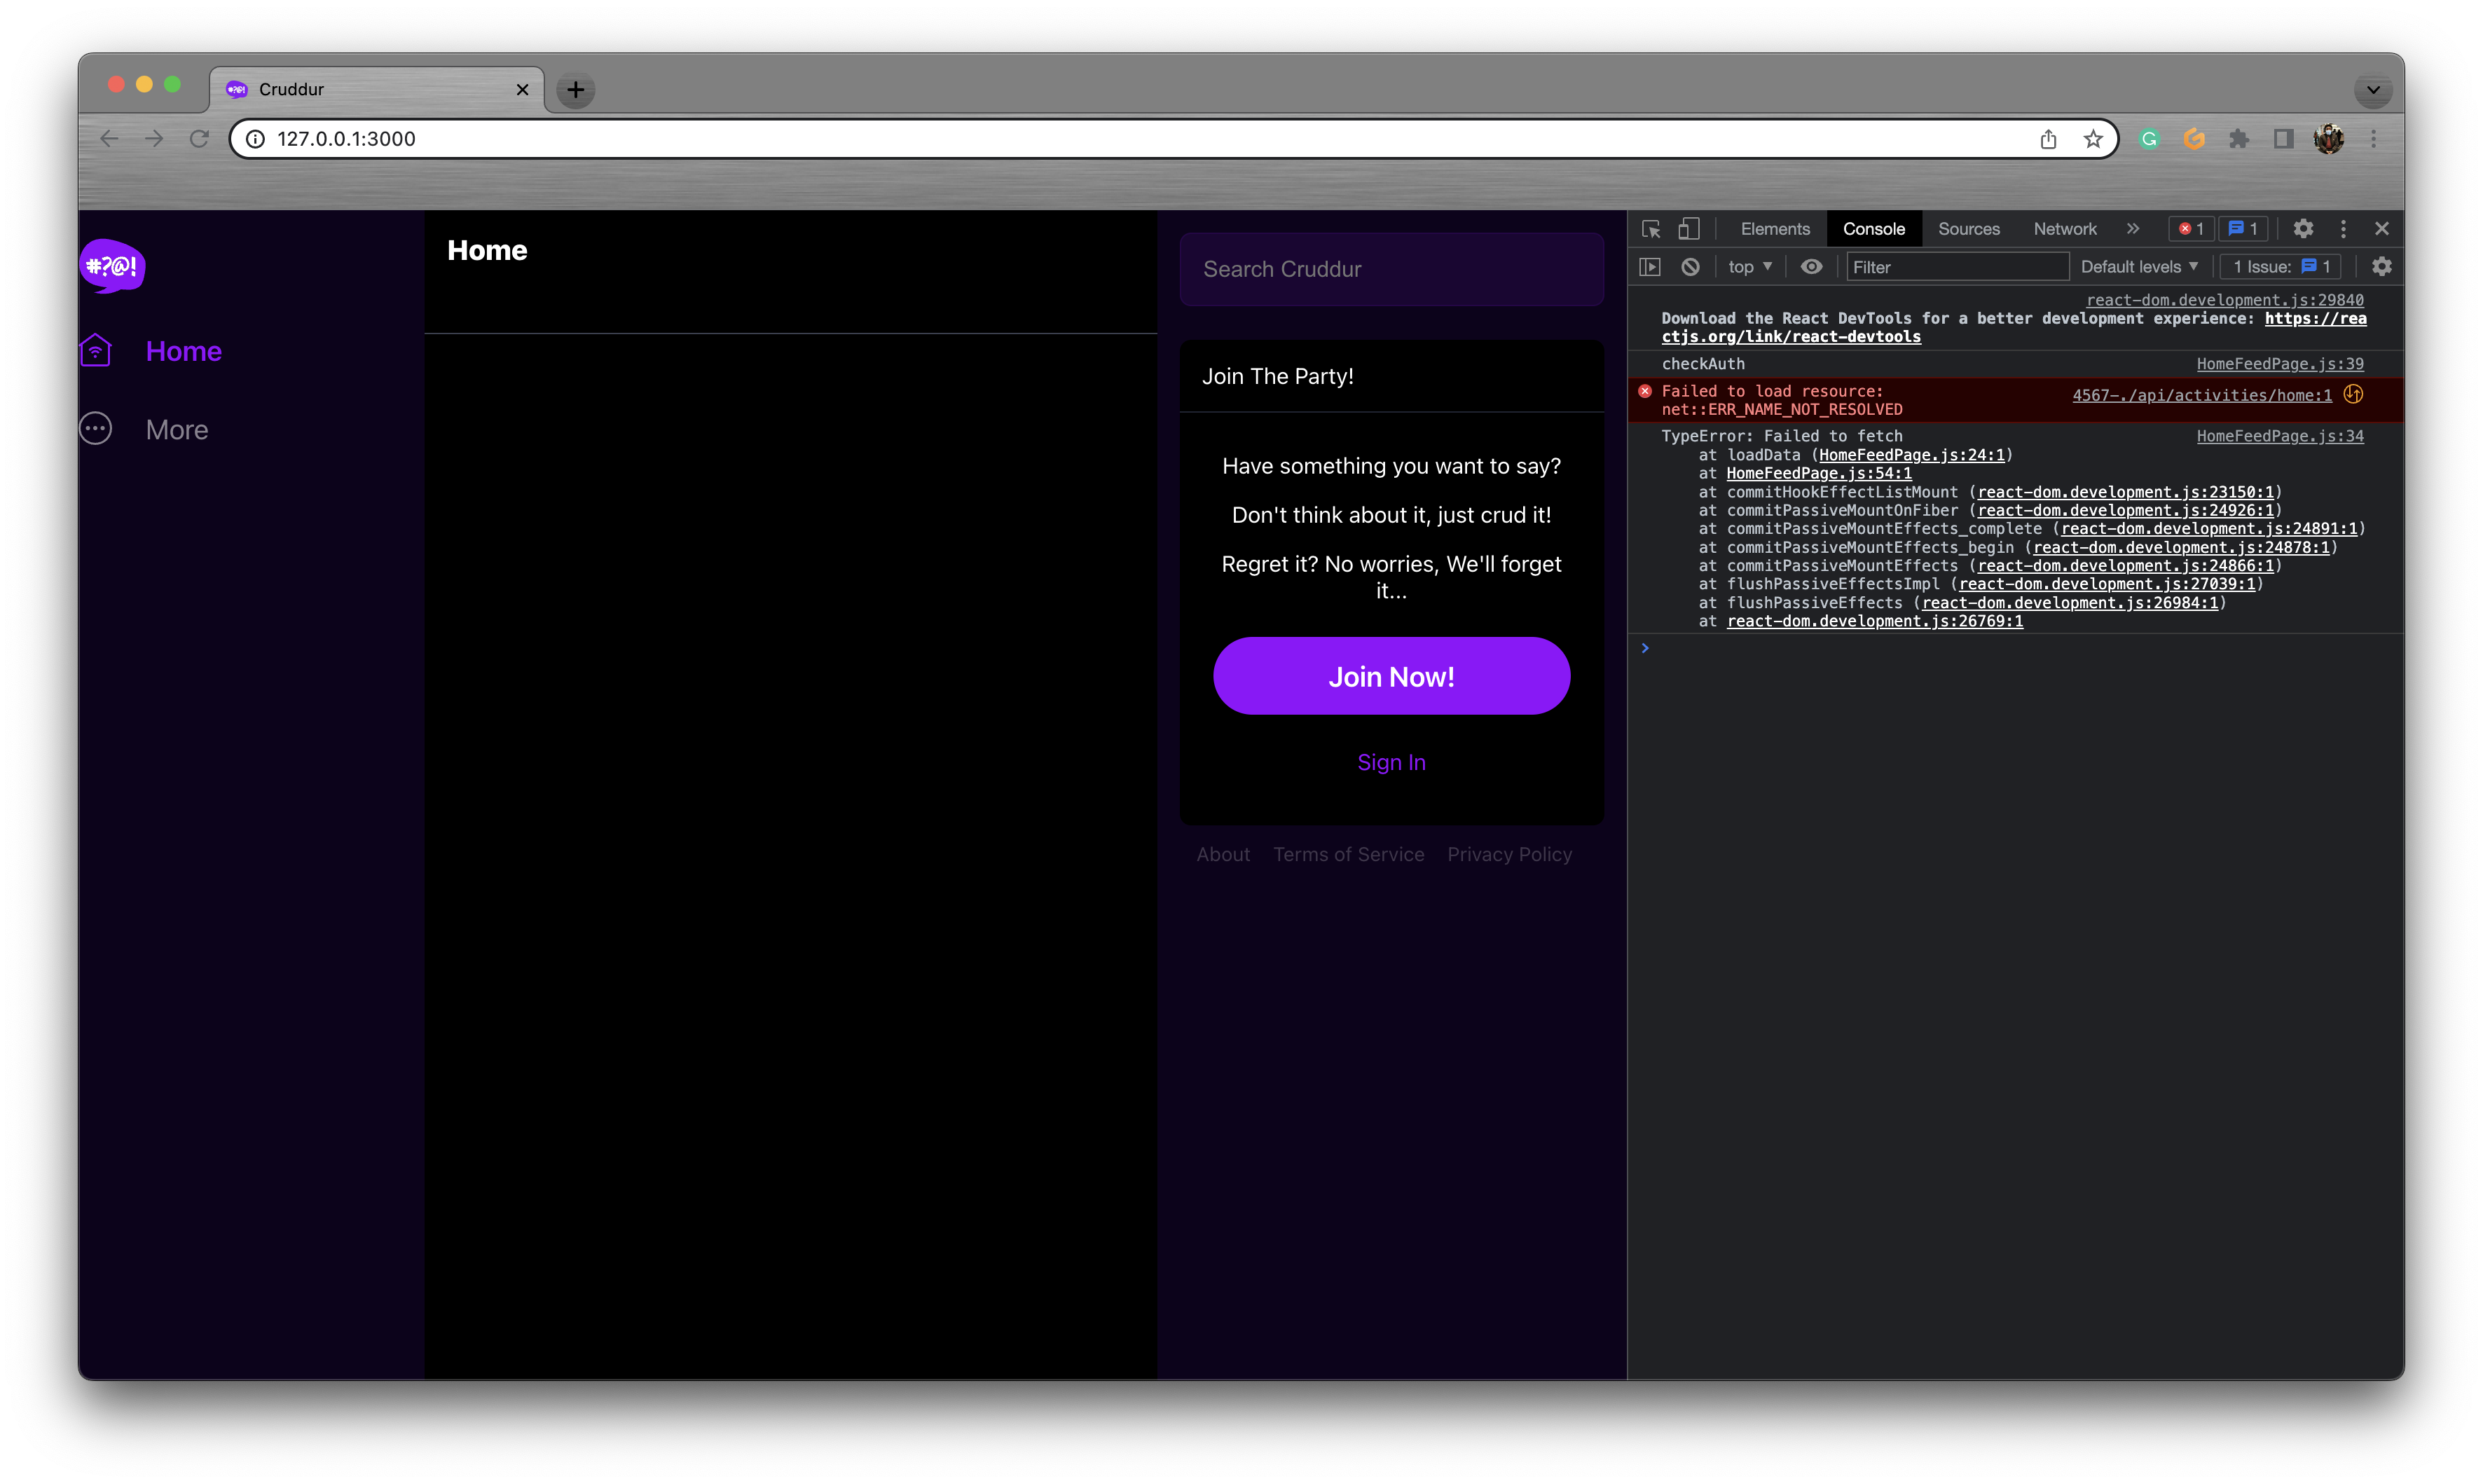 Cruddur
127.0.0.1:3000
#?@!
Home
More
Home
Search Cruddur
Join The Party!
Have something you want to say?
Don't think about it, just crud it!
Regret it? No worries, We'll forget
it...
Join Now!
Sign In
About Terms of Service Privacy Policy
Elements Console Sources Network » 1 1
top Filter Default levels 1 Issue: 1
react-dom.development.js:29840
Download the React DevTools for a better development experience: https://rea
ctjs.org/link/react-devtools
checkAuth HomeFeedPage.js:39
Failed to load resource: 4567-./api/activities/home:1
net::ERR_NAME_NOT_RESOLVED
TypeError: Failed to fetch HomeFeedPage.js:34
at loadData (HomeFeedPage.js:24:1)
at HomeFeedPage.js:54:1
at commitHookEffectListMount (react-dom.development.js:23150:1)
at commitPassiveMountOnFiber (react-dom.development.js:24926:1)
at commitPassiveMountEffects_complete (react-dom.development.js:24891:1)
at commitPassiveMountEffects_begin (react-dom.development.js:24878:1)
at commitPassiveMountEffects (react-dom.development.js:24866:1)
at flushPassiveEffectsImpl (react-dom.development.js:27039:1)
at flushPassiveEffects (react-dom.development.js:26984:1)
at react-dom.development.js:26769:1